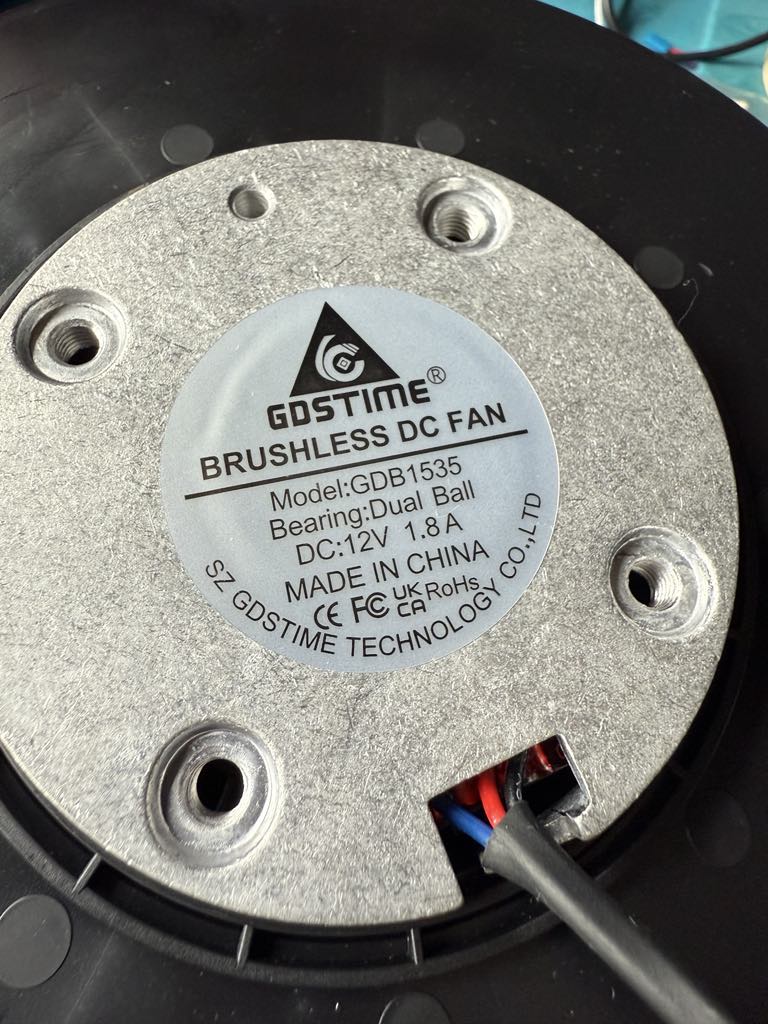 GDSTIME®
BRUSHLESS DC FAN
Model:GDB1535
Bearing:Dual Ball
DC:12V 1.8A
MADE IN CHINA
CE FC UK CA RoHs
SZ GDSTIME TECHNOLOGY CO.,LTD